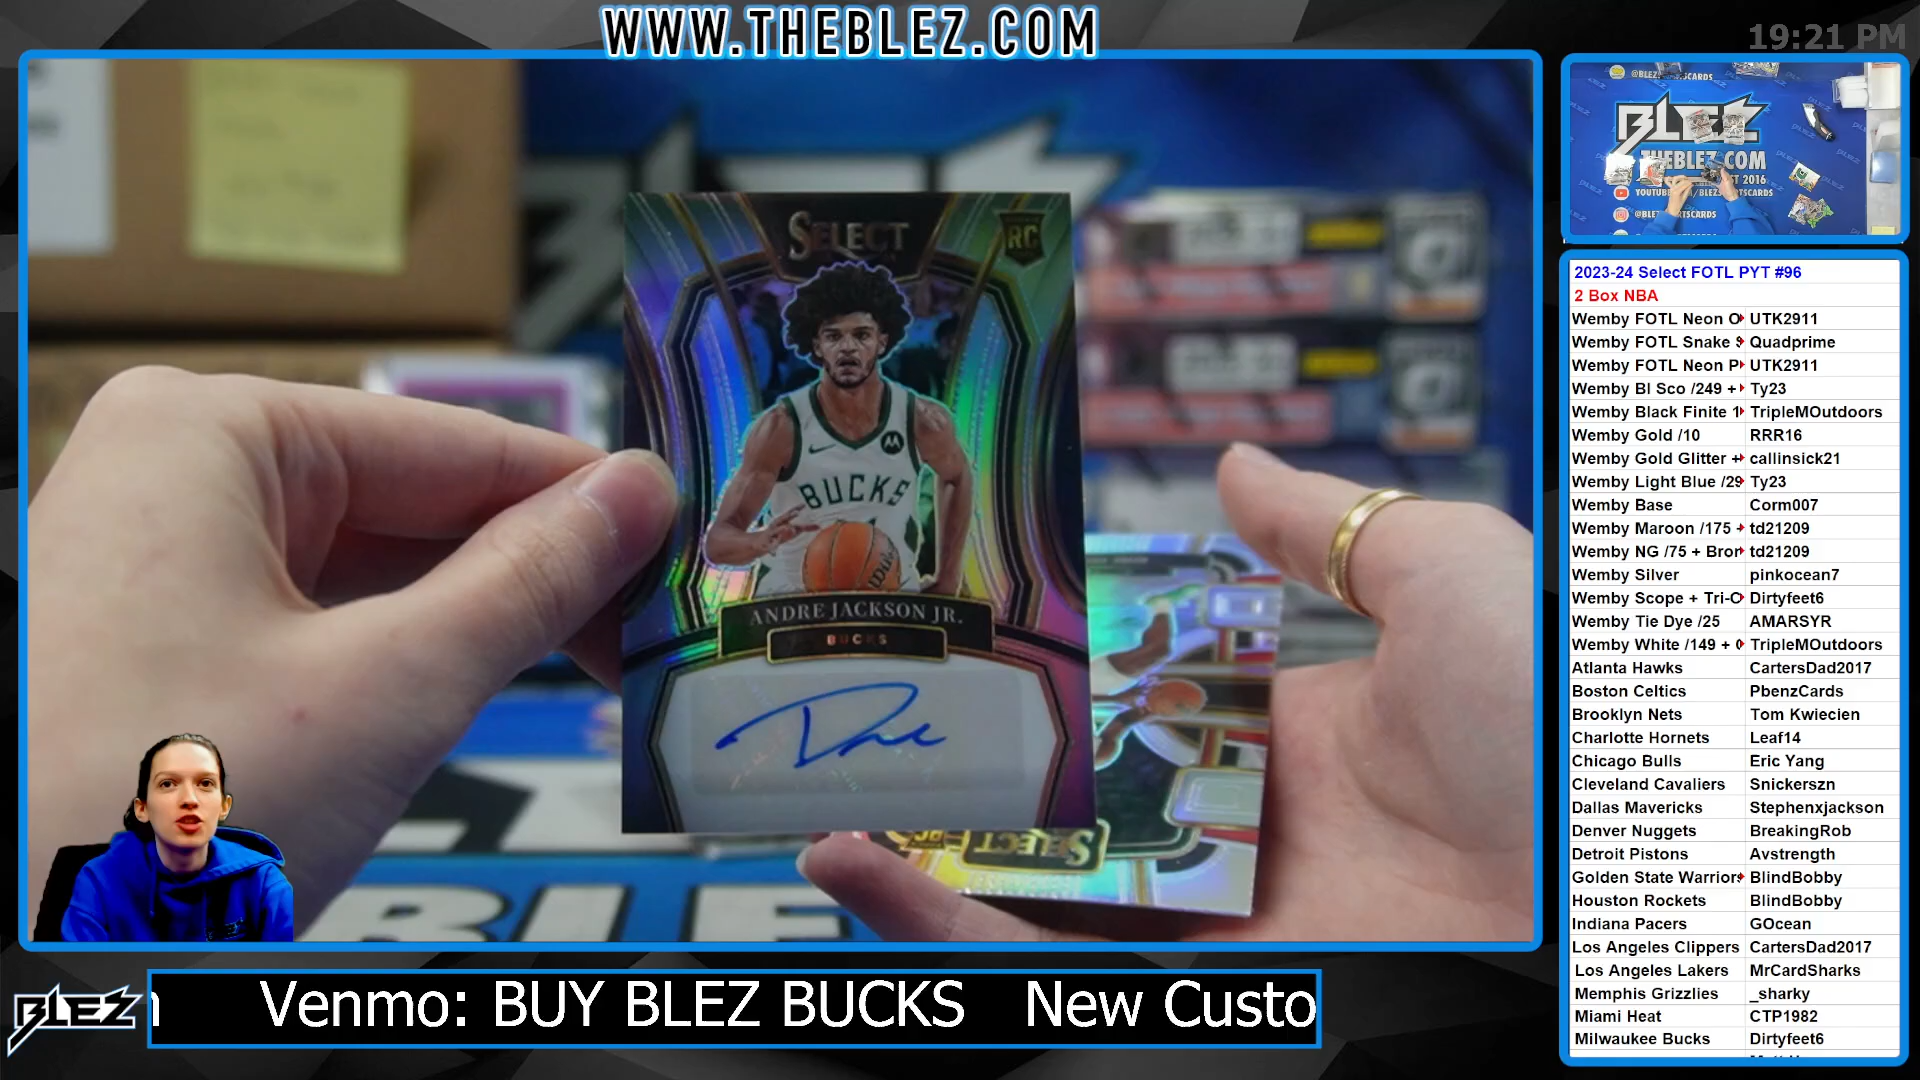 WWW.THEBLEZ.COM
19:21 PM
SELECT
RC
BUCKS
ANDRE JACKSON JR.
BUCKS
SELECT
BLEZ
THEBLEZ.COM
2023-24 Select FOTL PYT #96
2 Box NBA
Wemby FOTL Neon O UTK2911
Wemby FOTL Snake S Quadprime
Wemby FOTL Neon P UTK2911
Wemby Bl Sco /249 + Ty23
Wemby Black Finite 1 TripleMOutdoors
Wemby Gold /10 RRR16
Wemby Gold Glitter + callinsick21
Wemby Light Blue /29 Ty23
Wemby Base Corm007
Wemby Maroon /175 + td21209
Wemby NG /75 + Bron td21209
Wemby Silver pinkocean7
Wemby Scope + Tri-C Dirtyfeet6
Wemby Tie Dye /25 AMARSYR
Wemby White /149 + TripleMOutdoors
Atlanta Hawks CartersDad2017
Boston Celtics PbenzCards
Brooklyn Nets Tom Kwiecien
Charlotte Hornets Leaf14
Chicago Bulls Eric Yang
Cleveland Cavaliers Snickerszn
Dallas Mavericks Stephenxjackson
Denver Nuggets BreakingRob
Detroit Pistons Avstrength
Golden State Warriors BlindBobby
Houston Rockets BlindBobby
Indiana Pacers GOcean
Los Angeles Clippers CartersDad2017
Los Angeles Lakers MrCardSharks
Memphis Grizzlies _sharky
Miami Heat CTP1982
Milwaukee Bucks Dirtyfeet6
BLEZ
Venmo: BUY BLEZ BUCKS New Custo